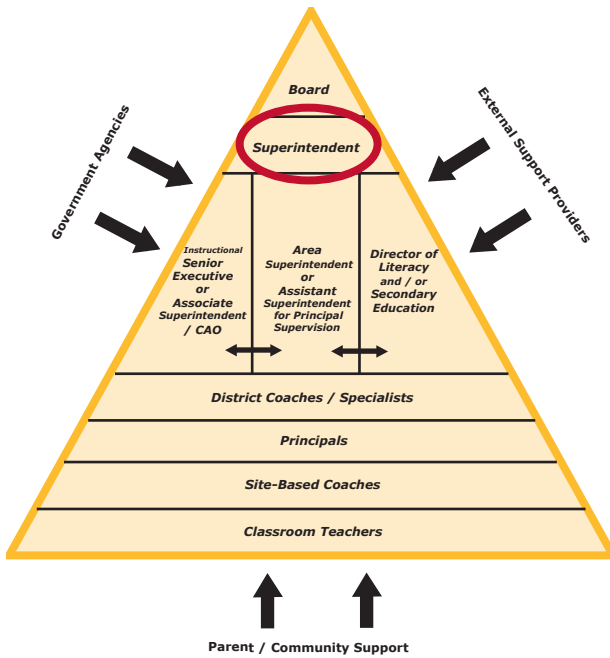 Board
Government Agencies
External Support Providers
Superintendent
Instructional
Senior
Executive
or
Associate
Superintendent
/ CAO
Area
Superintendent
or
Assistant
Superintendent
for Principal
Supervision
Director of
Literacy
and / or
Secondary
Education
District Coaches / Specialists
Principals
Site-Based Coaches
Classroom Teachers
Parent / Community Support